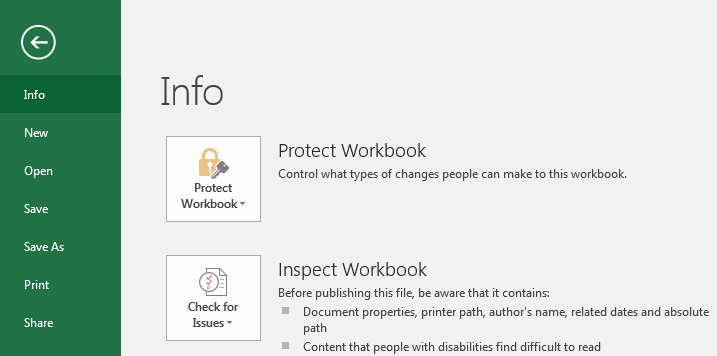 Info
New
Open
Save
Save As
Print
Share
Info
Protect
Workbook
Protect Workbook
Control what types of changes people can make to this workbook.
Check for
Issues
Inspect Workbook
Before publishing this file, be aware that it contains:
Document properties, printer path, author's name, related dates and absolute
path
Content that people with disabilities find difficult to read